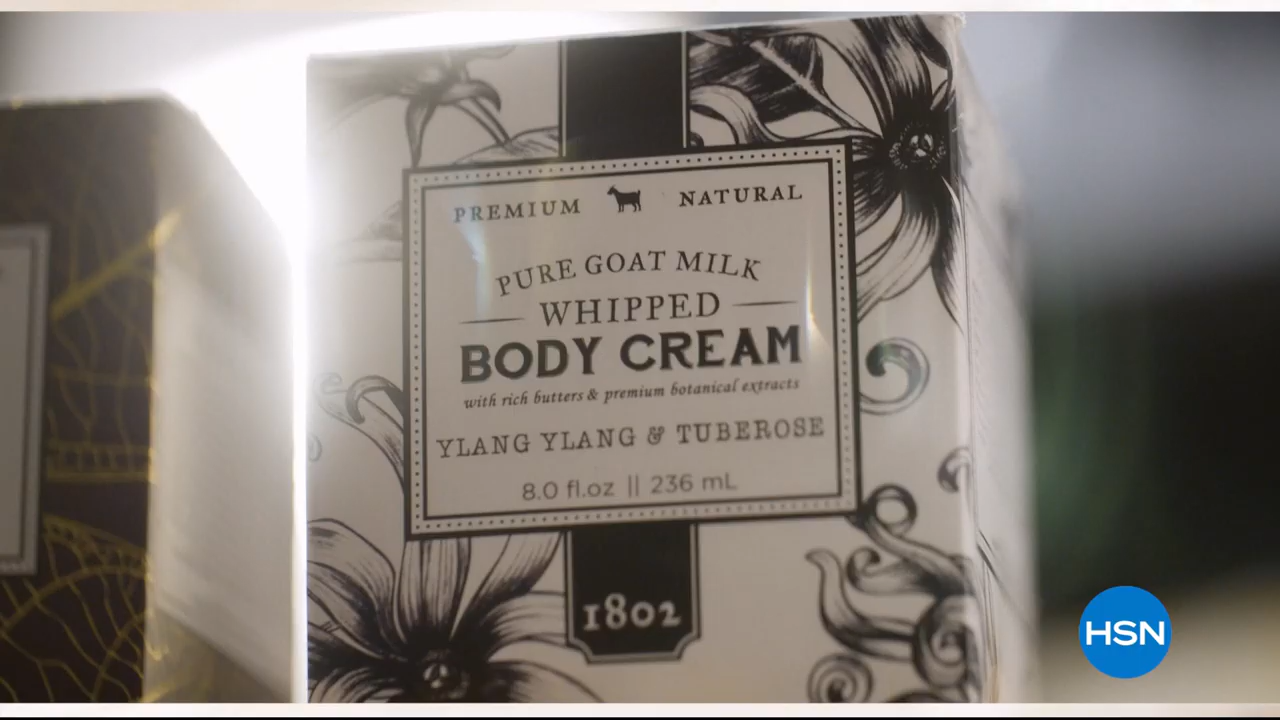 PREMIUM NATURAL
PURE GOAT MILK
WHIPPED
BODY CREAM
with rich butters & premium botanical extracts
YLANG YLANG & TUBEROSE
8.0 fl.oz || 236 mL
1802
HSN